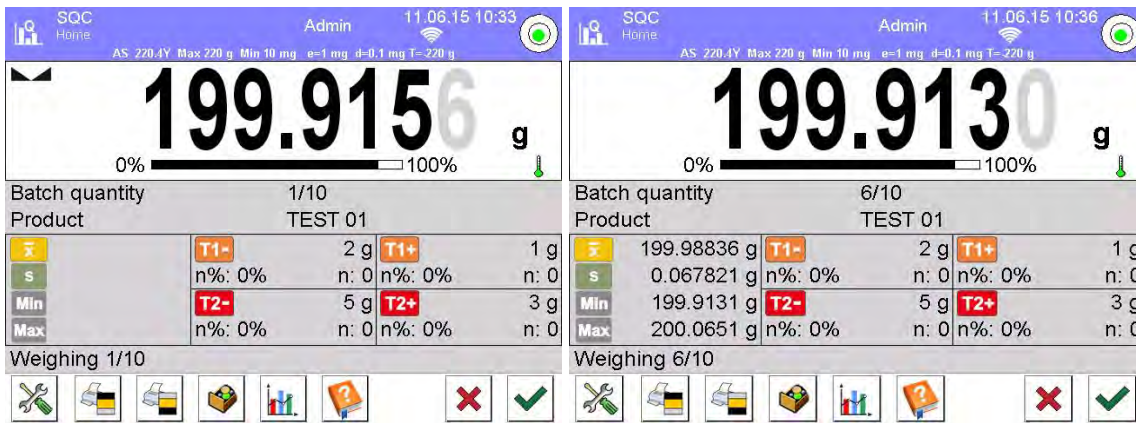 SQC
Home
Admin
11.06.15 10:33
AS 220.4Y Max 220 g Min 10 mg e=1 mg d=0.1 mg T=-220 g
199.9156 g
0% 100%
Batch quantity 1/10
Product TEST 01
x̄ T1- 2 g T1+ 1 g
s n%: 0% n: 0 n%: 0% n: 0
Min T2- 5 g T2+ 3 g
Max n%: 0% n: 0 n%: 0% n: 0
Weighing 1/10
SQC
Home
Admin
11.06.15 10:36
AS 220.4Y Max 220 g Min 10 mg e=1 mg d=0.1 mg T=-220 g
199.9130 g
0% 100%
Batch quantity 6/10
Product TEST 01
x̄ 199.98836 g T1- 2 g T1+ 1 g
s 0.067821 g n%: 0% n: 0 n%: 0% n: 0
Min 199.9131 g T2- 5 g T2+ 3 g
Max 200.0651 g n%: 0% n: 0 n%: 0% n: 0
Weighing 6/10